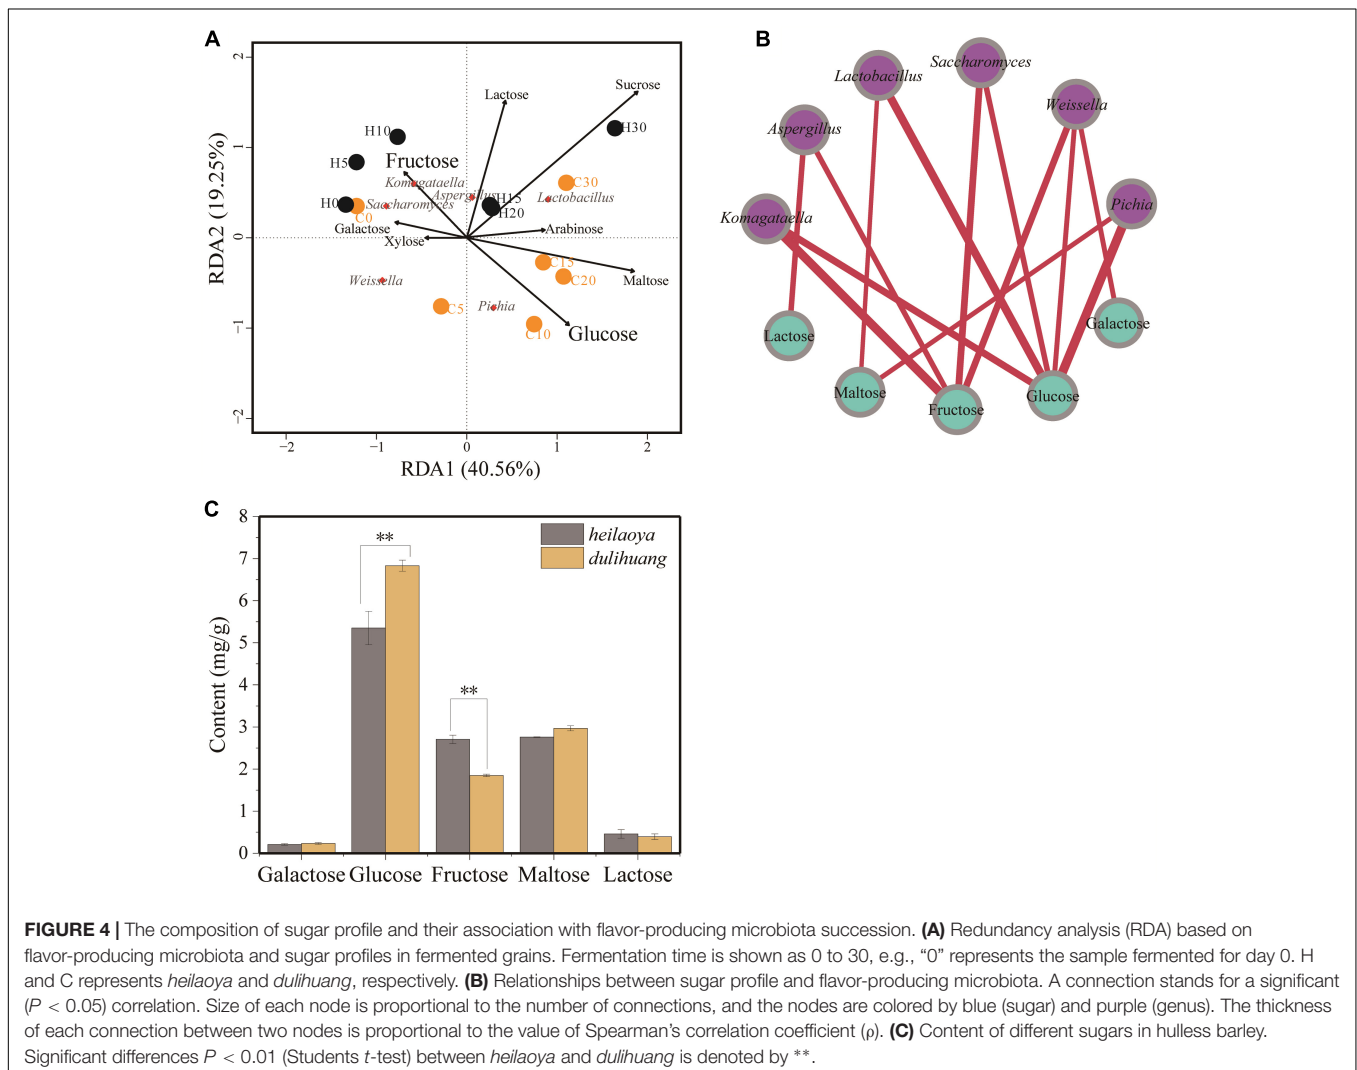 A
2
1
0
−1
−2
−2
−1
0
1
2
RDA2 (19.25%)
RDA1 (40.56%)
Lactose
Sucrose
H30
H10
H5
Fructose
Komagataella
Aspergillus
C30
Lactobacillus
H15
H20
H0
C0
Saccharomyces
Galactose
Xylose
Arabinose
Weissella
C15
C20
Maltose
C5
Pichia
C10
Glucose
B
Saccharomyces
Lactobacillus
Weissella
Aspergillus
Pichia
Komagataella
Lactose
Galactose
Maltose
Fructose
Glucose
C
8
7
6
5
4
3
2
1
0
Content (mg/g)
heilaoya
dulihuang
**
**
Galactose Glucose Fructose Maltose Lactose
FIGURE 4 | The composition of sugar profile and their association with flavor-producing microbiota succession. (A) Redundancy analysis (RDA) based on
flavor-producing microbiota and sugar profiles in fermented grains. Fermentation time is shown as 0 to 30, e.g., “0” represents the sample fermented for day 0. H
and C represents heilaoya and dulihuang, respectively. (B) Relationships between sugar profile and flavor-producing microbiota. A connection stands for a significant
(P < 0.05) correlation. Size of each node is proportional to the number of connections, and the nodes are colored by blue (sugar) and purple (genus). The thickness
of each connection between two nodes is proportional to the value of Spearman’s correlation coefficient (ρ). (C) Content of different sugars in hulless barley.
Significant differences P < 0.01 (Students t-test) between heilaoya and dulihuang is denoted by **.